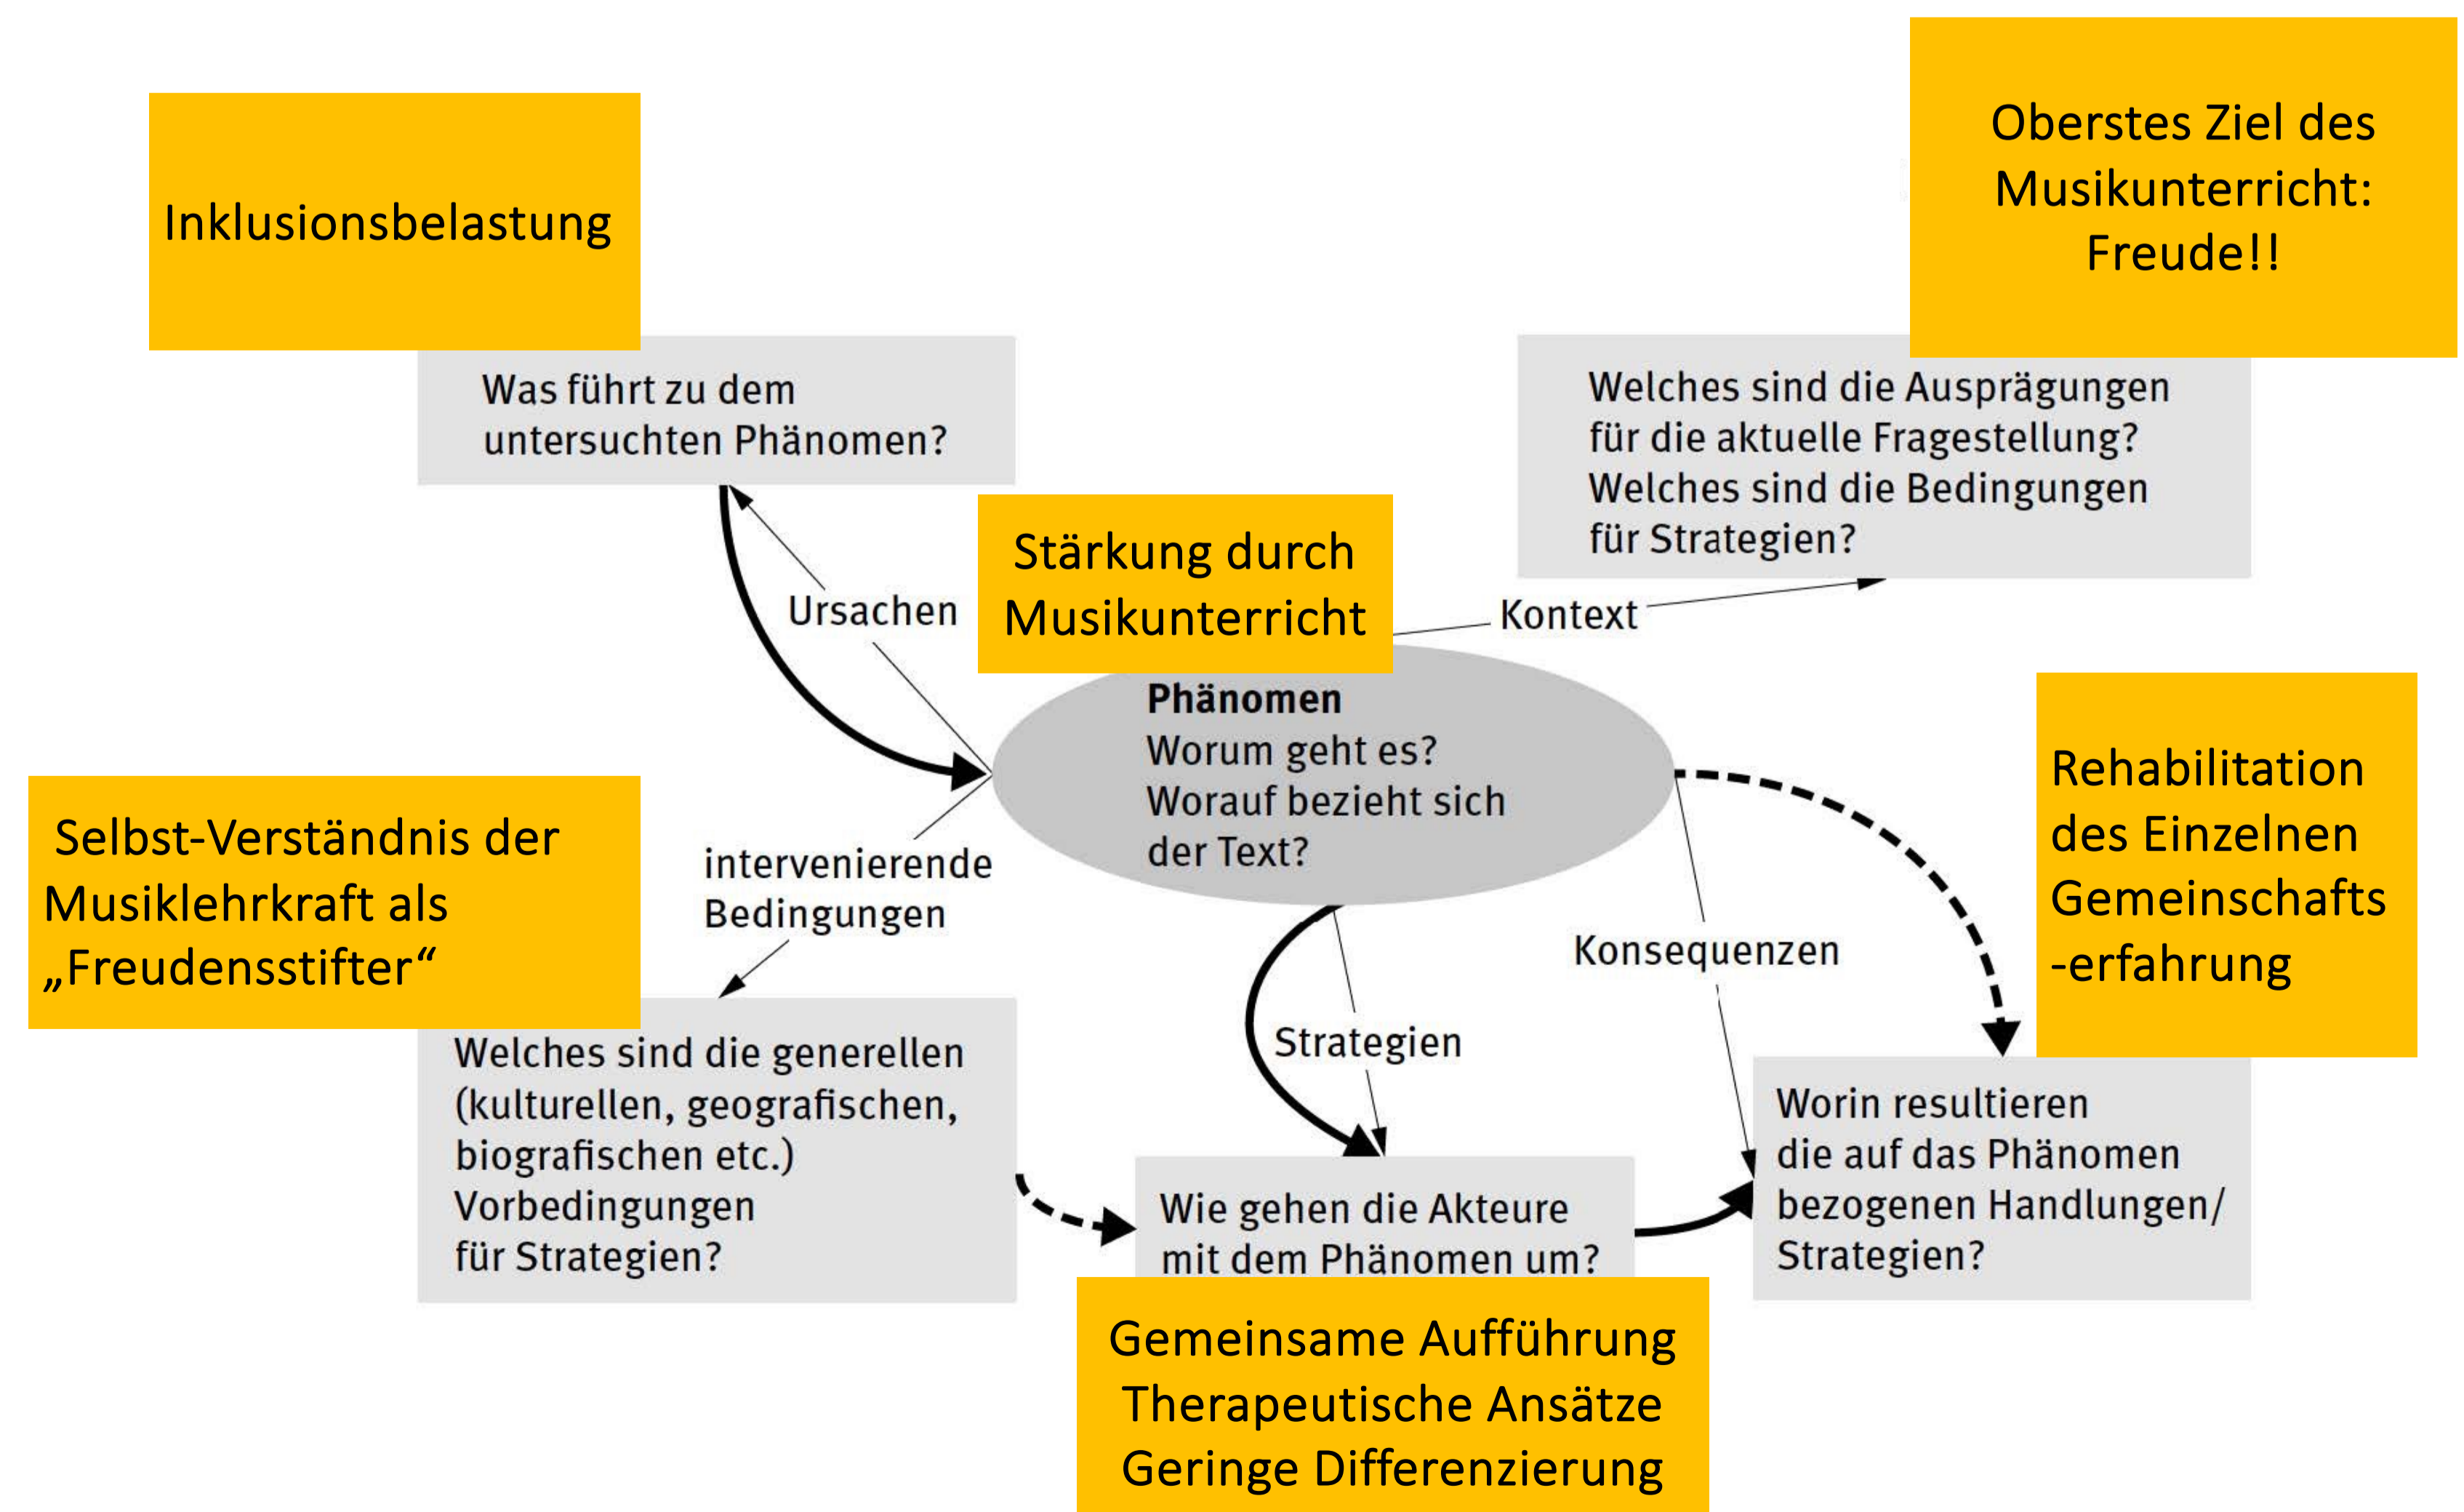 Inklusionsbelastung
Oberstes Ziel des
Musikunterricht:
Freude!!
Was führt zu dem
untersuchten Phänomen?
Welches sind die Ausprägungen
für die aktuelle Fragestellung?
Welches sind die Bedingungen
für Strategien?
Ursachen
Stärkung durch
Musikunterricht
Kontext
Phänomen
Worum geht es?
Worauf bezieht sich
der Text?
Selbst-Verständnis der
Musiklehrkraft als
„Freudensstifter“
intervenierende
Bedingungen
Rehabilitation
des Einzelnen
Gemeinschafts
-erfahrung
Konsequenzen
Strategien
Welches sind die generellen
(kulturellen, geografischen,
biografischen etc.)
Vorbedingungen
für Strategien?
Wie gehen die Akteure
mit dem Phänomen um?
Worin resultieren
die auf das Phänomen
bezogenen Handlungen/
Strategien?
Gemeinsame Aufführung
Therapeutische Ansätze
Geringe Differenzierung